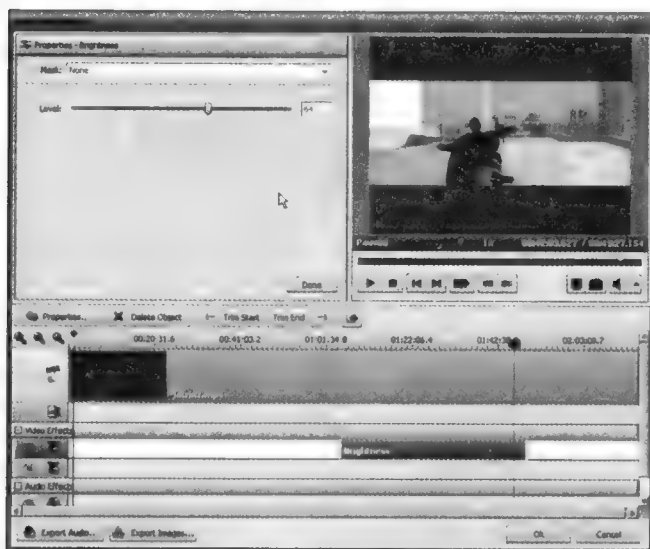 Properties - Brightness
Mask: None
Level: 64
Done
Paused
Properties...
Delete Object
Trim Start
Trim End
00:20:31.6
00:41:03.2
01:01:34.8
01:22:06.4
01:42:
02:03:09.7
Video Effects
Brightness
Audio Effects
Export Audio...
Export Images...
Ok
Cancel